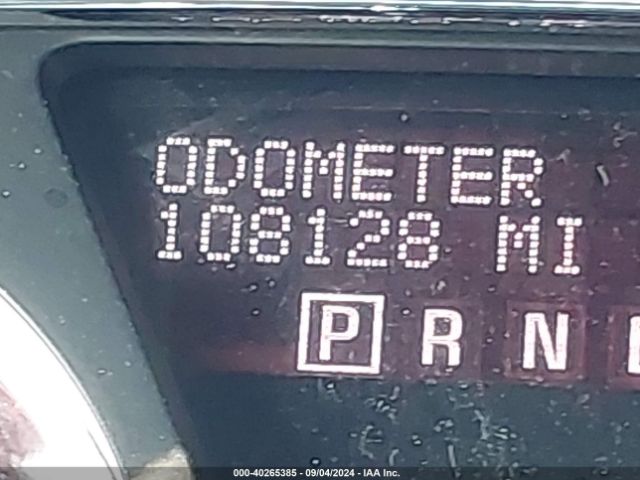 ODOMETER
108128 MI
P R N
000-40265385 - 09/04/2024 - IAA Inc.